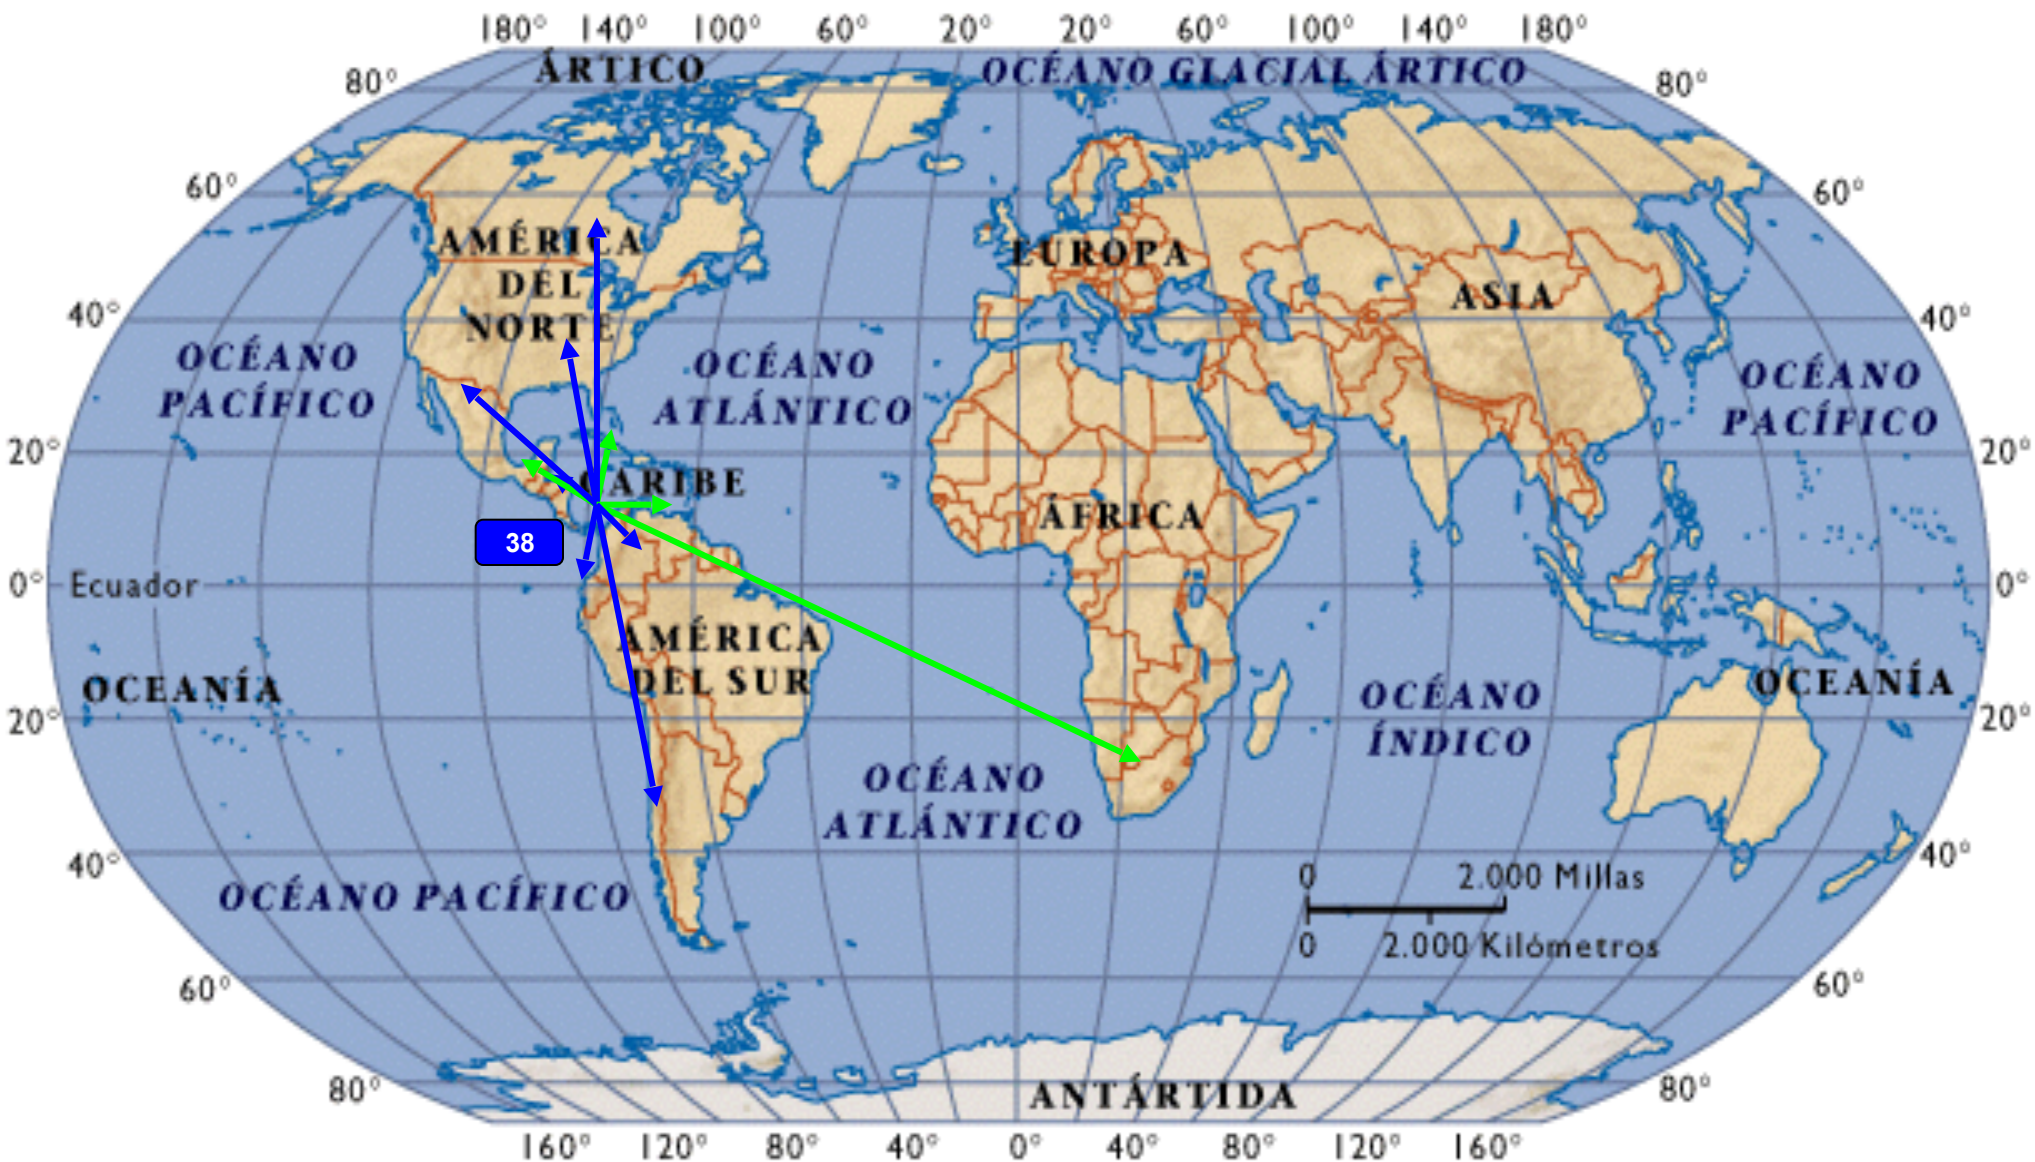 180° 140° 100° 60° 20° 20° 60° 100° 140° 180°
ÁRTICO
OCÉANO GLACIAL ÁRTICO
80° 80°
60° 60°
AMÉRICA
DEL
NORTE
EUROPA
ASIA
40° 40°
OCÉANO
PACÍFICO
OCÉANO
ATLÁNTICO
OCÉANO
PACÍFICO
20° 20°
CARIBE
ÁFRICA
38
0° Ecuador 0°
AMÉRICA
DEL SUR
OCEANÍA
OCEANÍA
OCÉANO
ÍNDICO
20° 20°
OCÉANO
ATLÁNTICO
40° 40°
OCÉANO PACÍFICO
0 2.000 Millas
0 2.000 Kilómetros
60° 60°
80° 80°
ANTÁRTIDA
160° 120° 80° 40° 0° 40° 80° 120° 160°